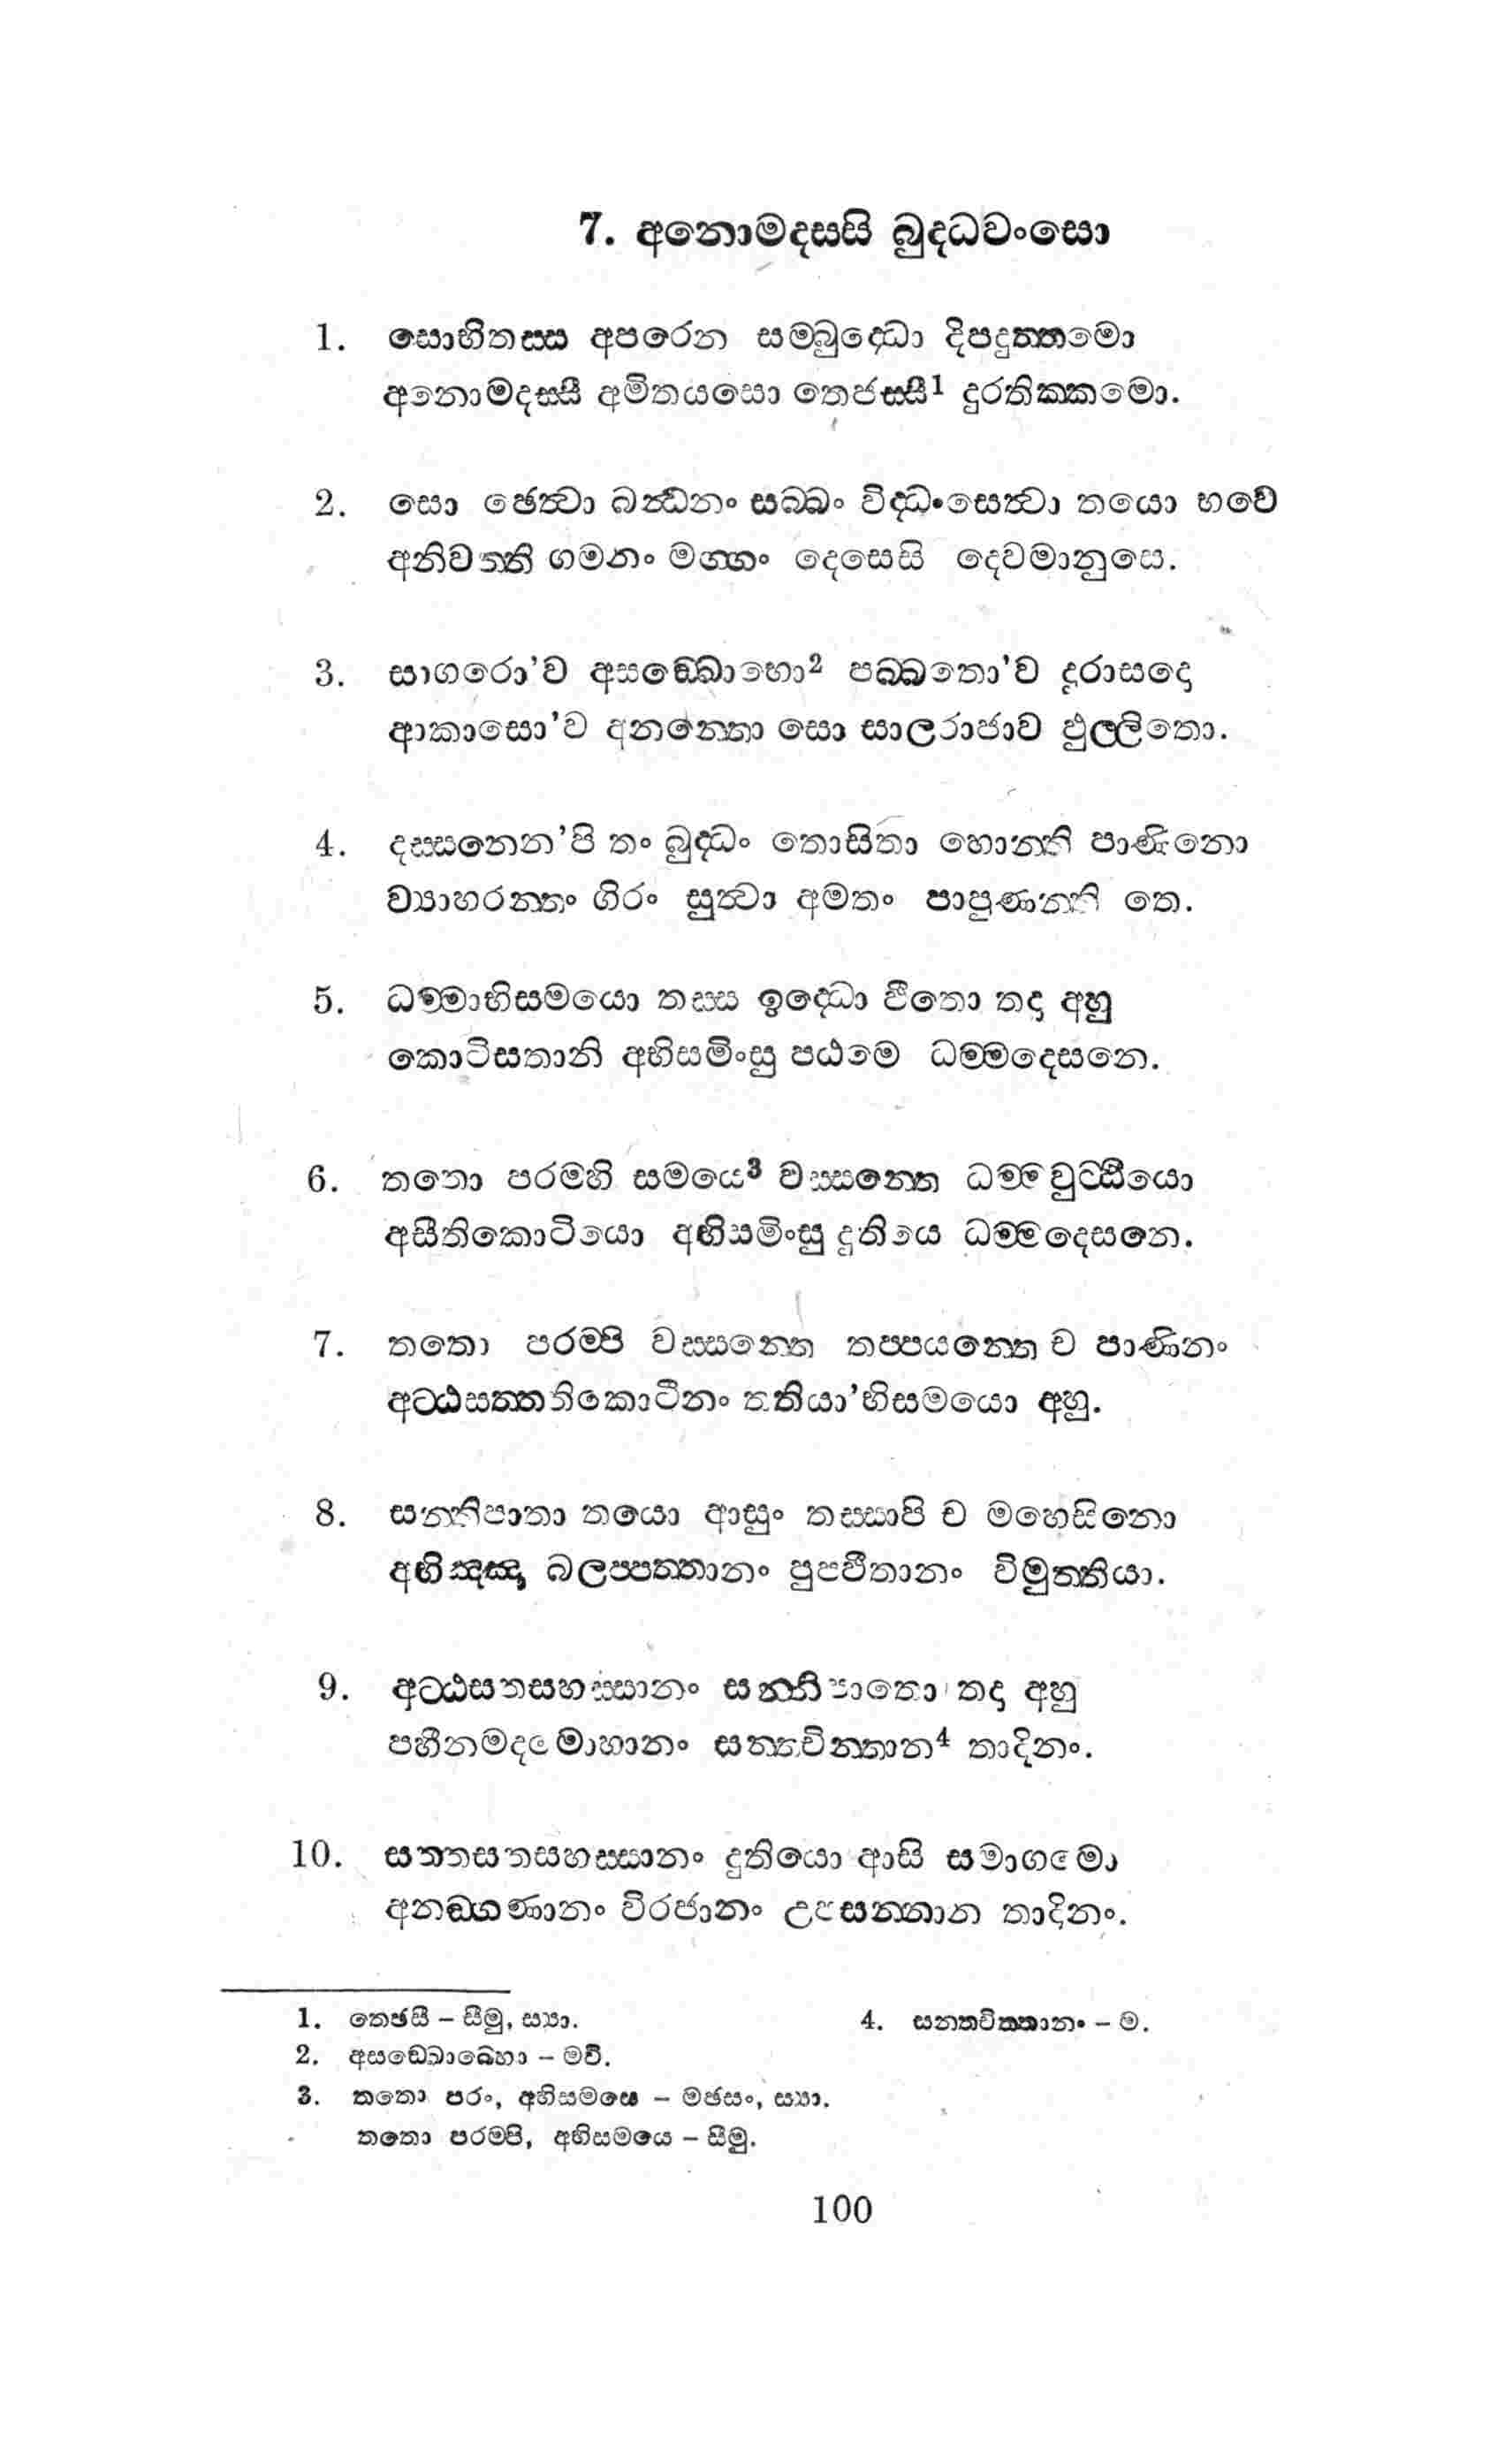 7. අනොමදස්සි බුද්ධවංසො
1. සොභිතස්ස අපරෙන සම්බුද්ධො දිපදුත්තමො
අනොමදස්සී අමිතයසො තෙජස්සී1 දුරතික්කමො.
2. සො ඡෙත්වා බන්ධනං සබ්බං විද්ධංසෙත්වා තයො භවෙ
අනිවත්ති ගමනං මග්ගං දෙසෙසි දෙවමානුසෙ.
3. සාගරො'ව අසඞ්ඛොභො2 පබ්බතො'ව දුරාසදො
ආකාසො'ව අනන්තො සො සාලරාජාව ඵුල්ලිතො.
4. දස්සනෙන'පි තං බුද්ධං තොසිතා හොන්ති පාණිනො
ව්‍යාහරන්තං ගිරං සුත්වා අමතං පාපුණන්ති තෙ.
5. ධම්මාභිසමයො තස්ස ඉද්ධො ඵීතො තදා අහු
කොටිසතානි අභිසමිංසු පඨමෙ ධම්මදෙසනෙ.
6. තතො පරම්හි සමයෙ3 වස්සන්තෙ ධම්මවුට්ඨියො
අසීතිකොටියො අභිසමිංසු දුතියෙ ධම්මදෙසනෙ.
7. තතො පරම්පි වස්සන්තෙ තප්පයන්තෙ ච පාණිනං
අට්ඨසත්තතිකොටීනං තතියා'භිසමයො අහු.
8. සන්නිපාතා තයො ආසුං තස්සාපි ච මහෙසිනො
අභිඤ්ඤා බලප්පත්තානං පුප්ඵීතානං විමුත්තියා.
9. අට්ඨසතසහස්සානං සන්නිපාතො තදා අහු
පහීනමදමොහානං සන්තචිත්තාන4 තාදිනං.
10. සත්තසතසහස්සානං දුතියො ආසි සමාගමො
අනඞ්ගණානං විරජානං උපසන්තාන තාදිනං.
1. තෙජසී – සීමු, ස්‍යා.
2. අසඞ්ඛොබ්භො – මවි.
3. තතො පරං, අභිසමයෙ – මඡසං, ස්‍යා.
තතො පරම්පි, අභිසමයෙ – සීමු.
4. සන්තචිත්තානං – ම.
100